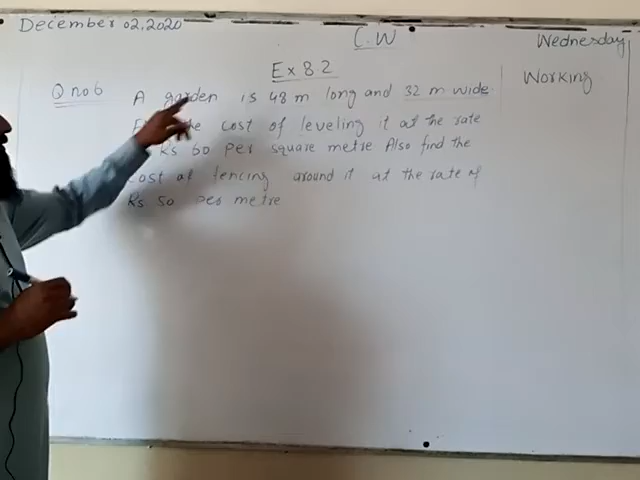 December 02, 2020
C.W
Wednesday
Ex 8 2
Working
Q no 6
A garden is 48 m long and 32 m wide
cost of leveling it at the rate
Rs 60 per square metre Also find the
cost of fencing around it at the rate of
Rs 50 per metre